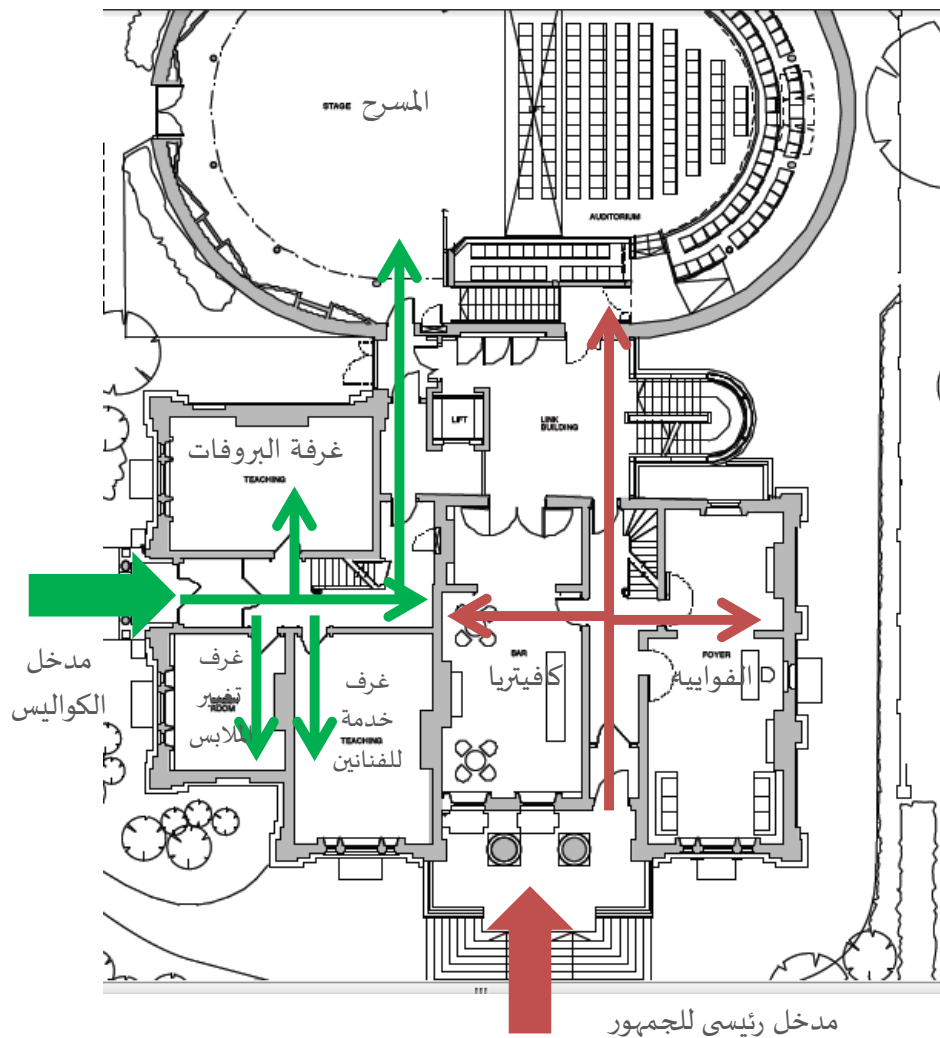 STAGE
المسرح
AUDITORIUM
LIFT
LINK
BUILDING
غرفة البروفات
TEACHING
مدخل
الكواليس
غرف
تغيير
ROOM
الملابس
غرف
خدمة
TEACHING
للفنانين
BAR
كافيتريا
FOYER
الفواييه
مدخل رئيسى للجمهور